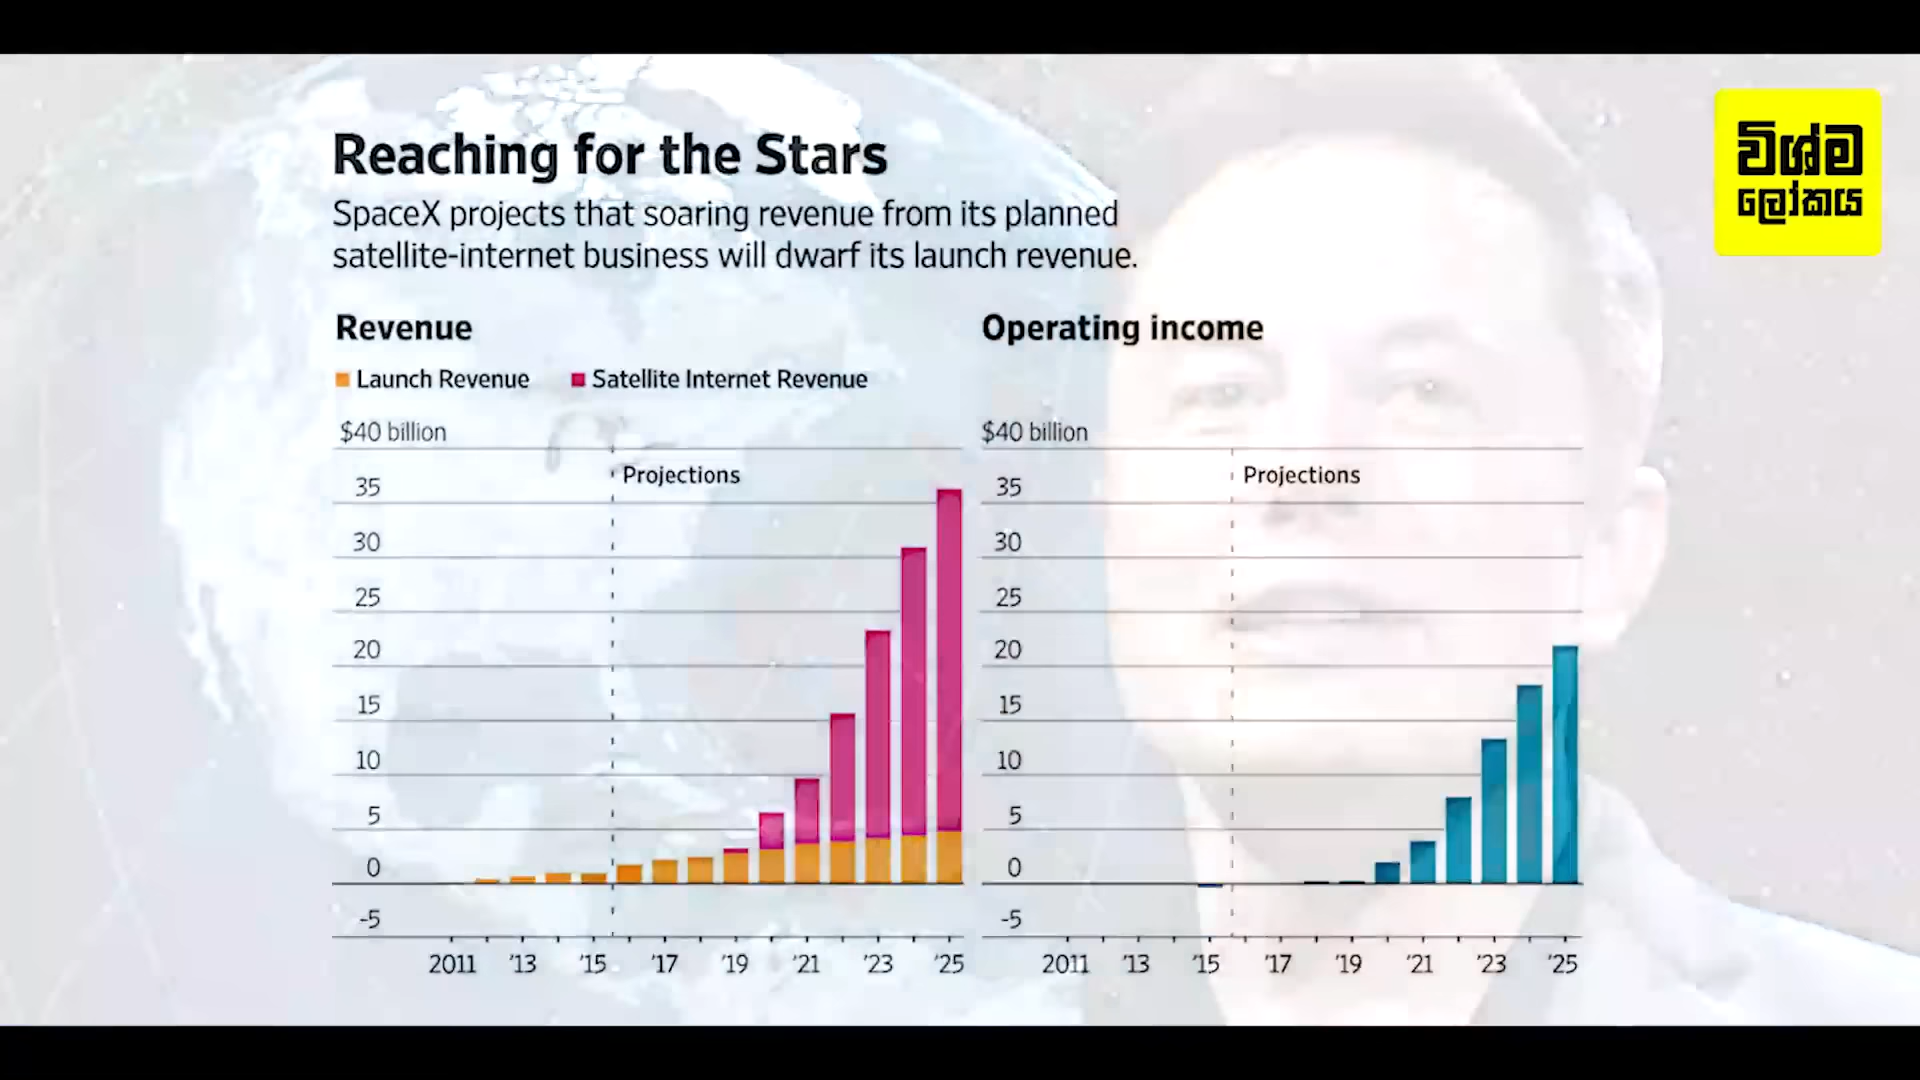 Reaching for the Stars
SpaceX projects that soaring revenue from its planned
satellite-internet business will dwarf its launch revenue.
Revenue
Launch Revenue
Satellite Internet Revenue
$40 billion
Projections
35
30
25
20
15
10
5
0
-5
2011 '13 '15 '17 '19 '21 '23 '25
Operating income
$40 billion
Projections
35
30
25
20
15
10
5
0
-5
2011 '13 '15 '17 '19 '21 '23 '25
විශ්ම
ලෝකය